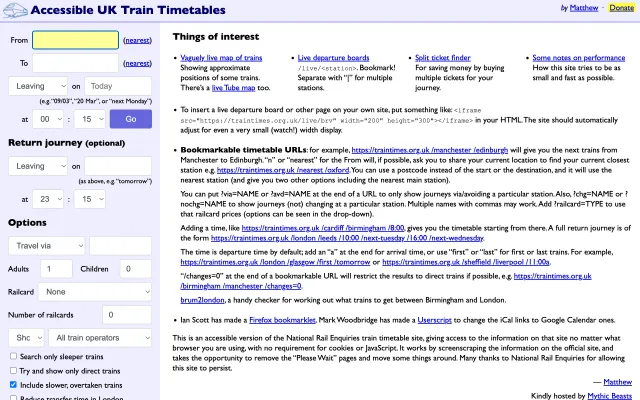 Accessible UK Train Timetables
by Matthew · Donate
From (nearest)
To (nearest)
Leaving on Today
(e.g. "09/03", "20 Mar", or "next Monday")
at 00 : 15 Go
Return journey (optional)
Leaving on
(as above, e.g. "tomorrow")
at 23 : 15
Options
Travel via
Adults 1 Children 0
Railcard None
Number of railcards 0
Shc All train operators
Search only sleeper trains
Try and show only direct trains
Include slower, overtaken trains
Reduce transfer time in London
Things of interest
• Vaguely live map of trains
Showing approximate
positions of some trains.
There's a live Tube map too.
• Live departure boards
/live/<station>. Bookmark!
Separate with "|" for multiple
stations.
• Split ticket finder
For saving money by buying
multiple tickets for your
journey.
• Some notes on performance
How this site tries to be as
small and fast as possible.
• To insert a live departure board or other page on your own site, put something like: <iframe
src="https://traintimes.org.uk/live/brv" width="200" height="300"></iframe> in your HTML. The site should automatically
adjust for even a very small (watch!) width display.
• Bookmarkable timetable URLs: for example, https://traintimes.org.uk /manchester /edinburgh will give you the next trains from
Manchester to Edinburgh. "n" or "nearest" for the From will, if possible, ask you to share your current location to find your current closest
station e.g. https://traintimes.org.uk /nearest /oxford. You can use a postcode instead of the start or the destination, and it will use the
nearest station (and give you two other options including the nearest main station).
You can put ?via=NAME or ?avd=NAME at the end of a URL to only show journeys via/avoiding a particular station. Also, ?chg=NAME or ?
nochg=NAME to show journeys (not) changing at a particular station. Multiple names with commas may work. Add ?railcard=TYPE to use
that railcard prices (options can be seen in the drop-down).
Adding a time, like https://traintimes.org.uk /cardiff /birmingham /8:00, gives you the timetable starting from there. A full return journey is of
the form https://traintimes.org.uk /london /leeds /10:00 /next-tuesday /16:00 /next-wednesday.
The time is departure time by default; add an "a" at the end for arrival time, or use "first" or "last" for first or last trains. For example,
https://traintimes.org.uk /london /glasgow /first /tomorrow or https://traintimes.org.uk /sheffield /liverpool /11:00a.
"/changes=0" at the end of a bookmarkable URL will restrict the results to direct trains if possible, e.g. https://traintimes.org.uk
/birmingham /manchester /changes=0.
brum2london, a handy checker for working out what trains to get between Birmingham and London.
• Ian Scott has made a Firefox bookmarklet, Mark Woodbridge has made a Userscript to change the iCal links to Google Calendar ones.
This is an accessible version of the National Rail Enquiries train timetable site, giving access to the information on that site no matter what
browser you are using, with no requirement for cookies or JavaScript. It works by screenscraping the information on the official site, and
takes the opportunity to remove the "Please Wait" pages and move some things around. Many thanks to National Rail Enquiries for allowing
this site to persist.
— Matthew
Kindly hosted by Mythic Beasts